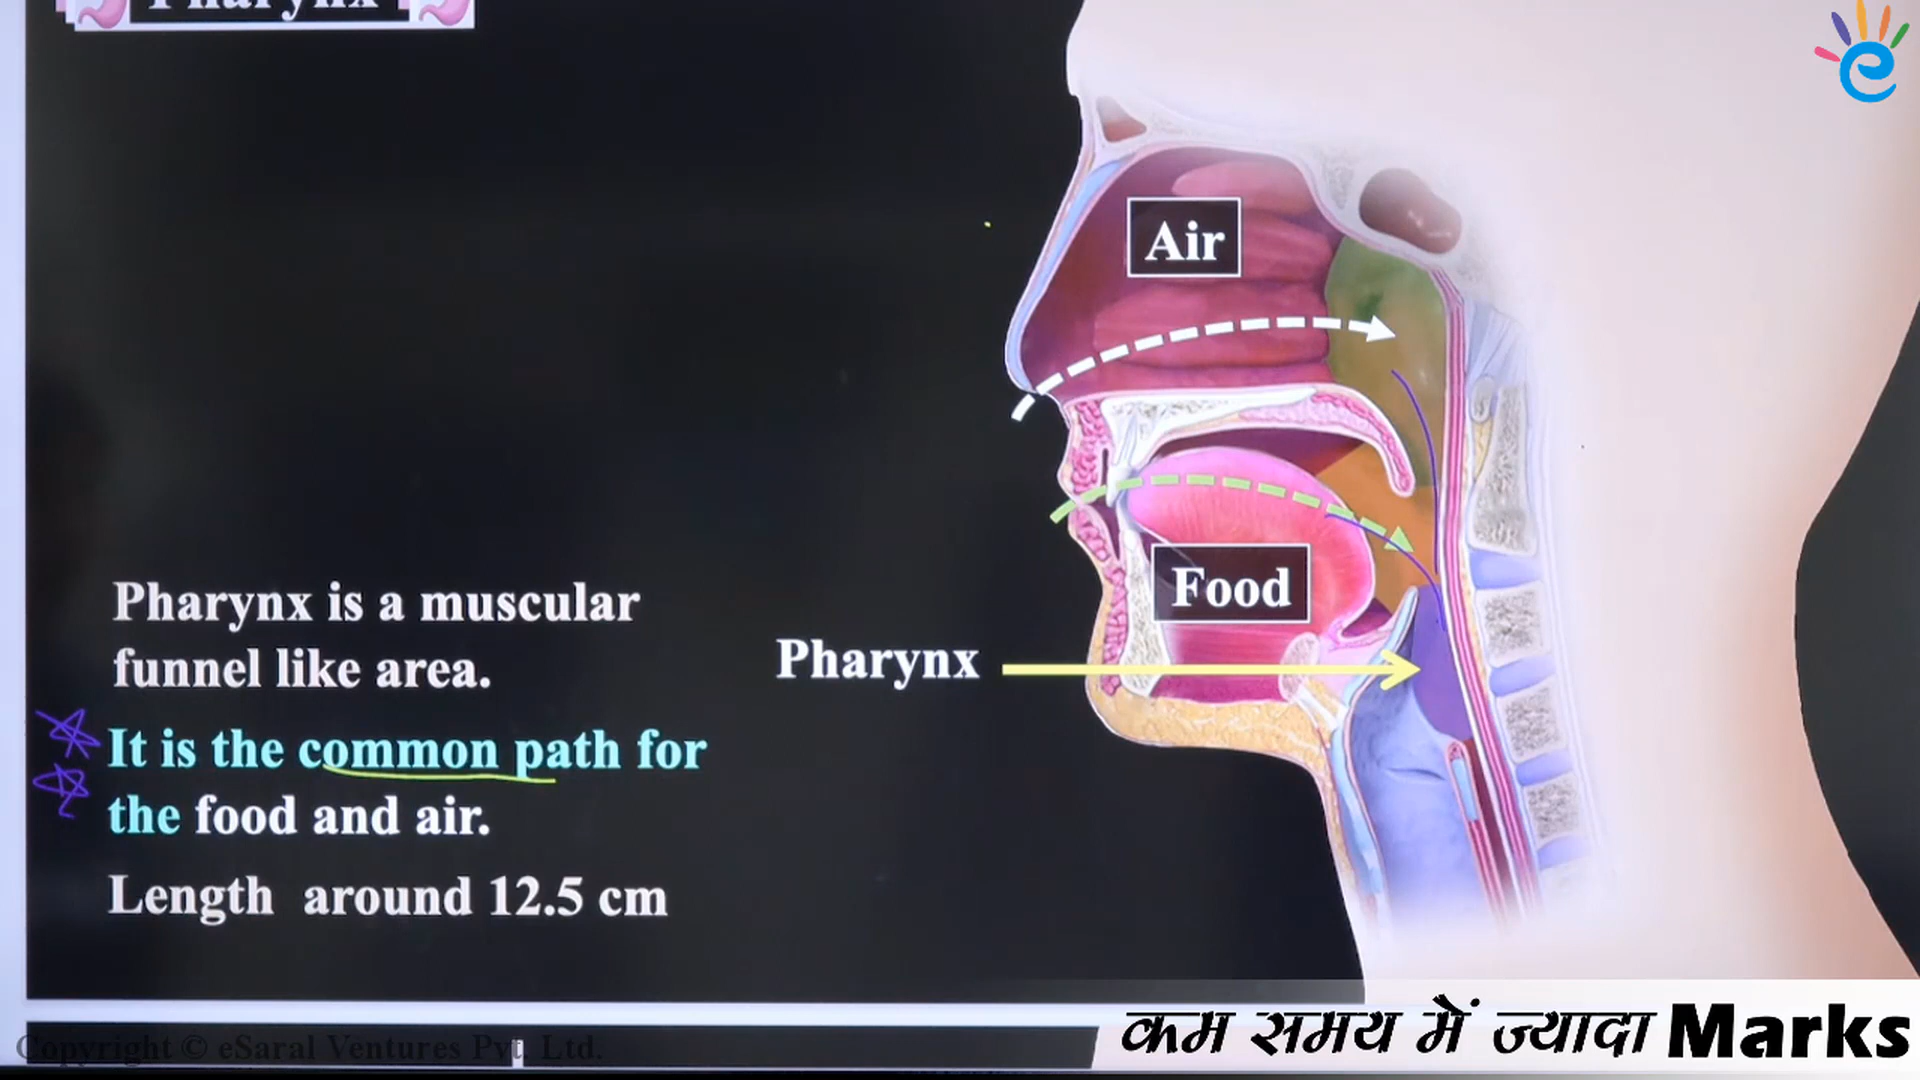 Pharynx
Air
Food
Pharynx is a muscular
funnel like area.
Pharynx
It is the common path for
the food and air.
Length around 12.5 cm
Copyright © eSaral Ventures Pvt. Ltd.
कम समय में ज्यादा Marks